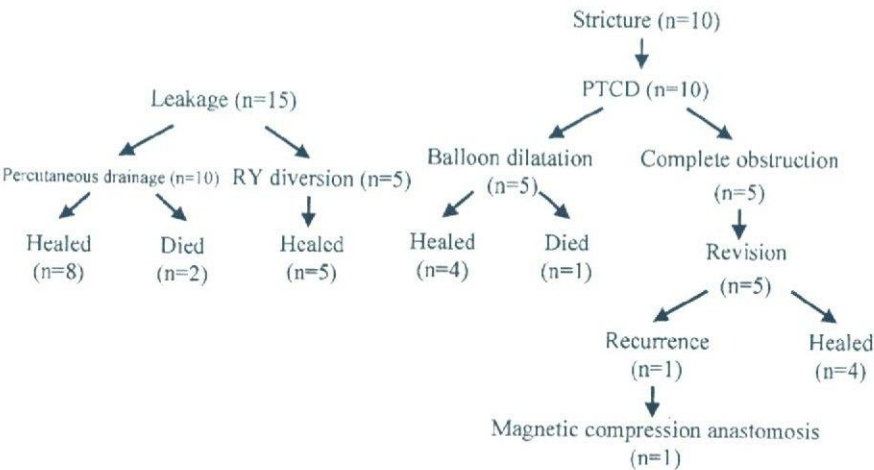 Stricture (n=10)
PTCD (n=10)
Leakage (n=15)
Balloon dilatation
(n=5)
Complete obstruction
(n=5)
Percutaneous drainage (n=10)
RY diversion (n=5)
Healed
(n=8)
Died
(n=2)
Healed
(n=5)
Healed
(n=4)
Died
(n=1)
Revision
(n=5)
Recurrence
(n=1)
Healed
(n=4)
Magnetic compression anastomosis
(n=1)